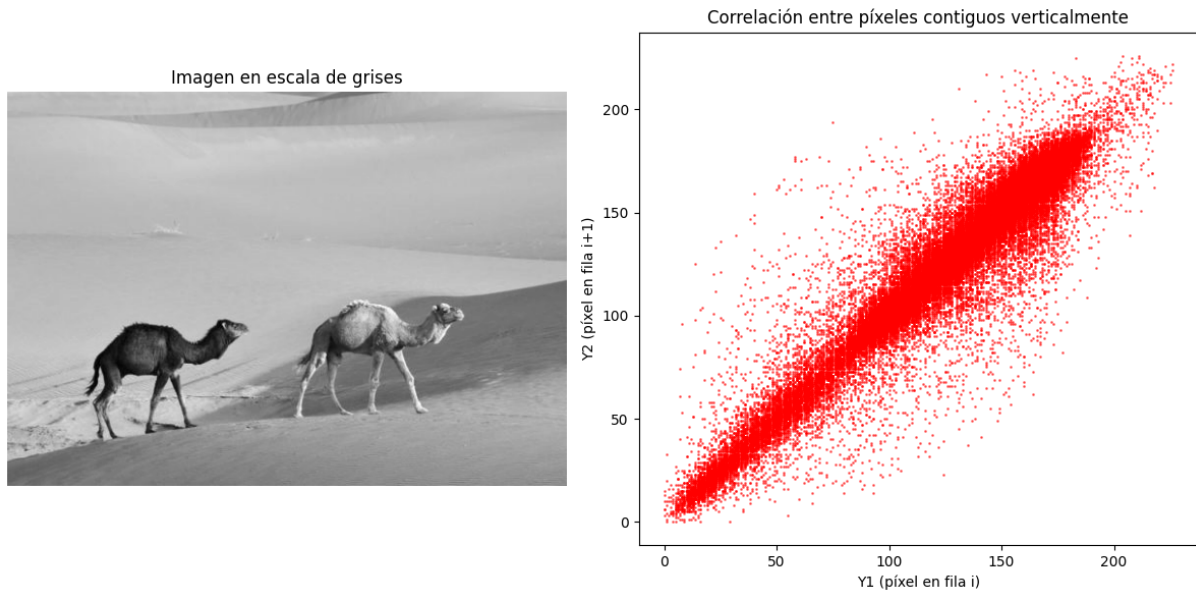 Imagen en escala de grises
Correlación entre píxeles contiguos verticalmente
Y2 (píxel en fila i+1)
200
150
100
50
0
0 50 100 150 200
Y1 (píxel en fila i)